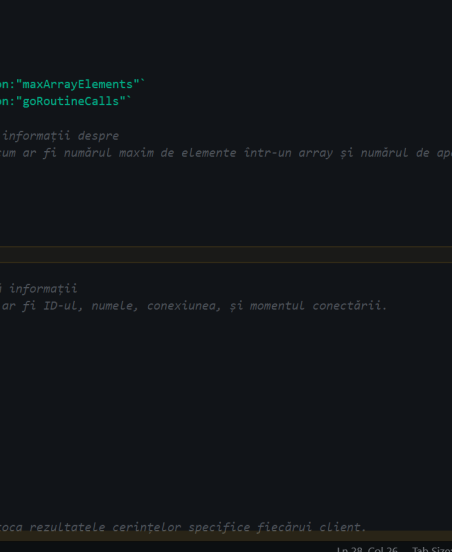 on:"maxArrayElements"`
on:"goRoutineCalls"`
informații despre
cum ar fi numărul maxim de elemente într-un array și numărul de ape
informații
ar fi ID-ul, numele, conexiunea, și momentul conectării.
toca rezultatele cerințelor specifice fiecărui client.
Ln 28, Col 26 Tab Size